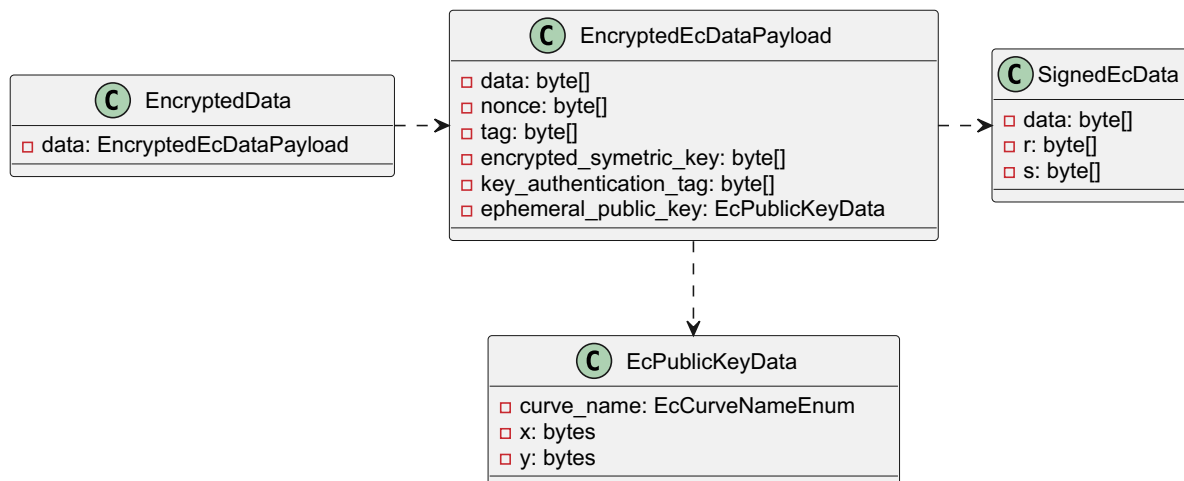 C EncryptedData
data: EncryptedEcDataPayload
C EncryptedEcDataPayload
data: byte[]
nonce: byte[]
tag: byte[]
encrypted_symetric_key: byte[]
key_authentication_tag: byte[]
ephemeral_public_key: EcPublicKeyData
C SignedEcData
data: byte[]
r: byte[]
s: byte[]
C EcPublicKeyData
curve_name: EcCurveNameEnum
x: bytes
y: bytes